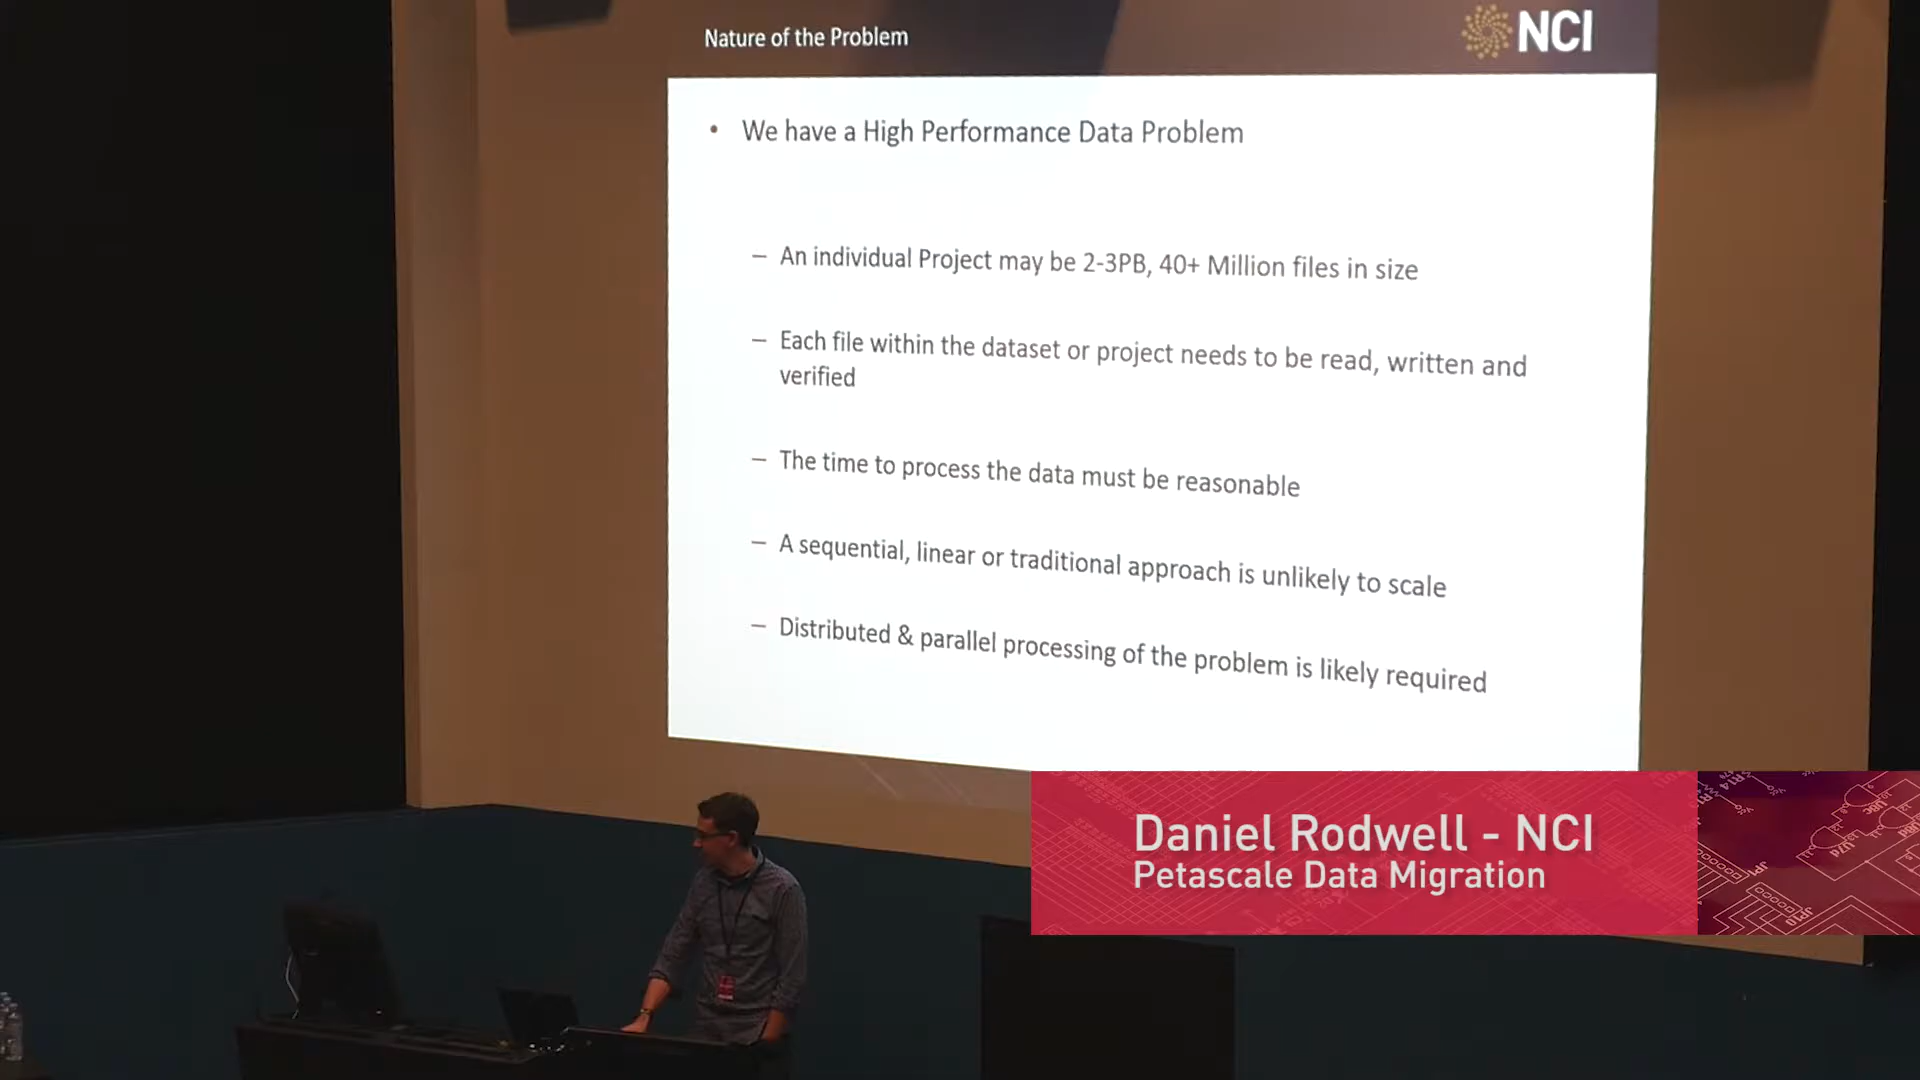 Nature of the Problem
NCI
• We have a High Performance Data Problem
– An individual Project may be 2-3PB, 40+ Million files in size
– Each file within the dataset or project needs to be read, written and
verified
– The time to process the data must be reasonable
– A sequential, linear or traditional approach is unlikely to scale
– Distributed & parallel processing of the problem is likely required
Daniel Rodwell - NCI
Petascale Data Migration